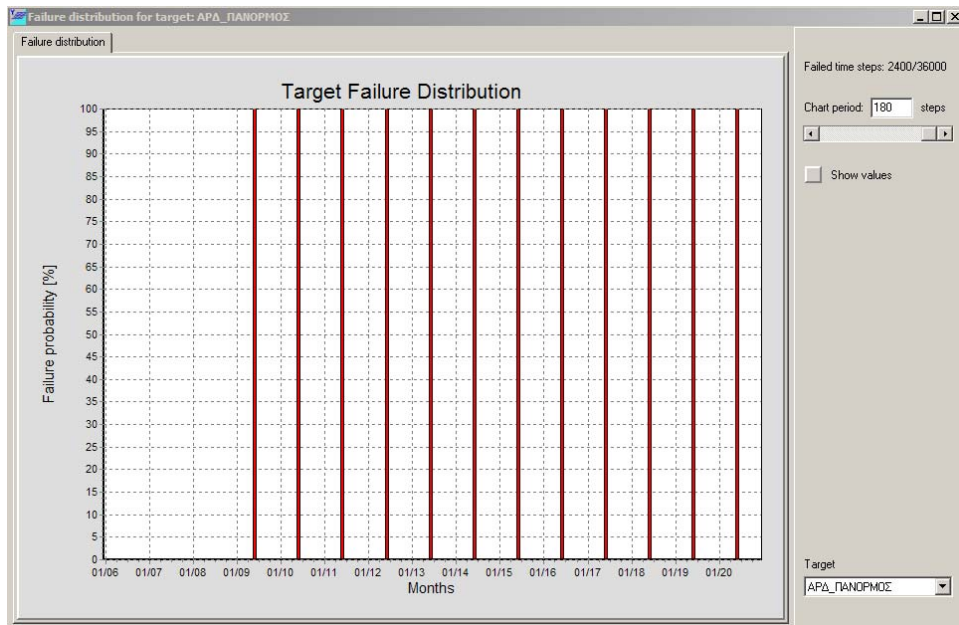 Failure distribution for target: ΑΡΔ_ΠΑΝΟΡΜΟΣ
Failure distribution
Target Failure Distribution
100
95
90
85
80
75
70
65
60
55
50
45
40
35
30
25
20
15
10
5
0
Failure probability [%]
01/06 01/07 01/08 01/09 01/10 01/11 01/12 01/13 01/14 01/15 01/16 01/17 01/18 01/19 01/20
Months
Failed time steps: 2400/36000
Chart period: 180 steps
Show values
Target
ΑΡΔ_ΠΑΝΟΡΜΟΣ